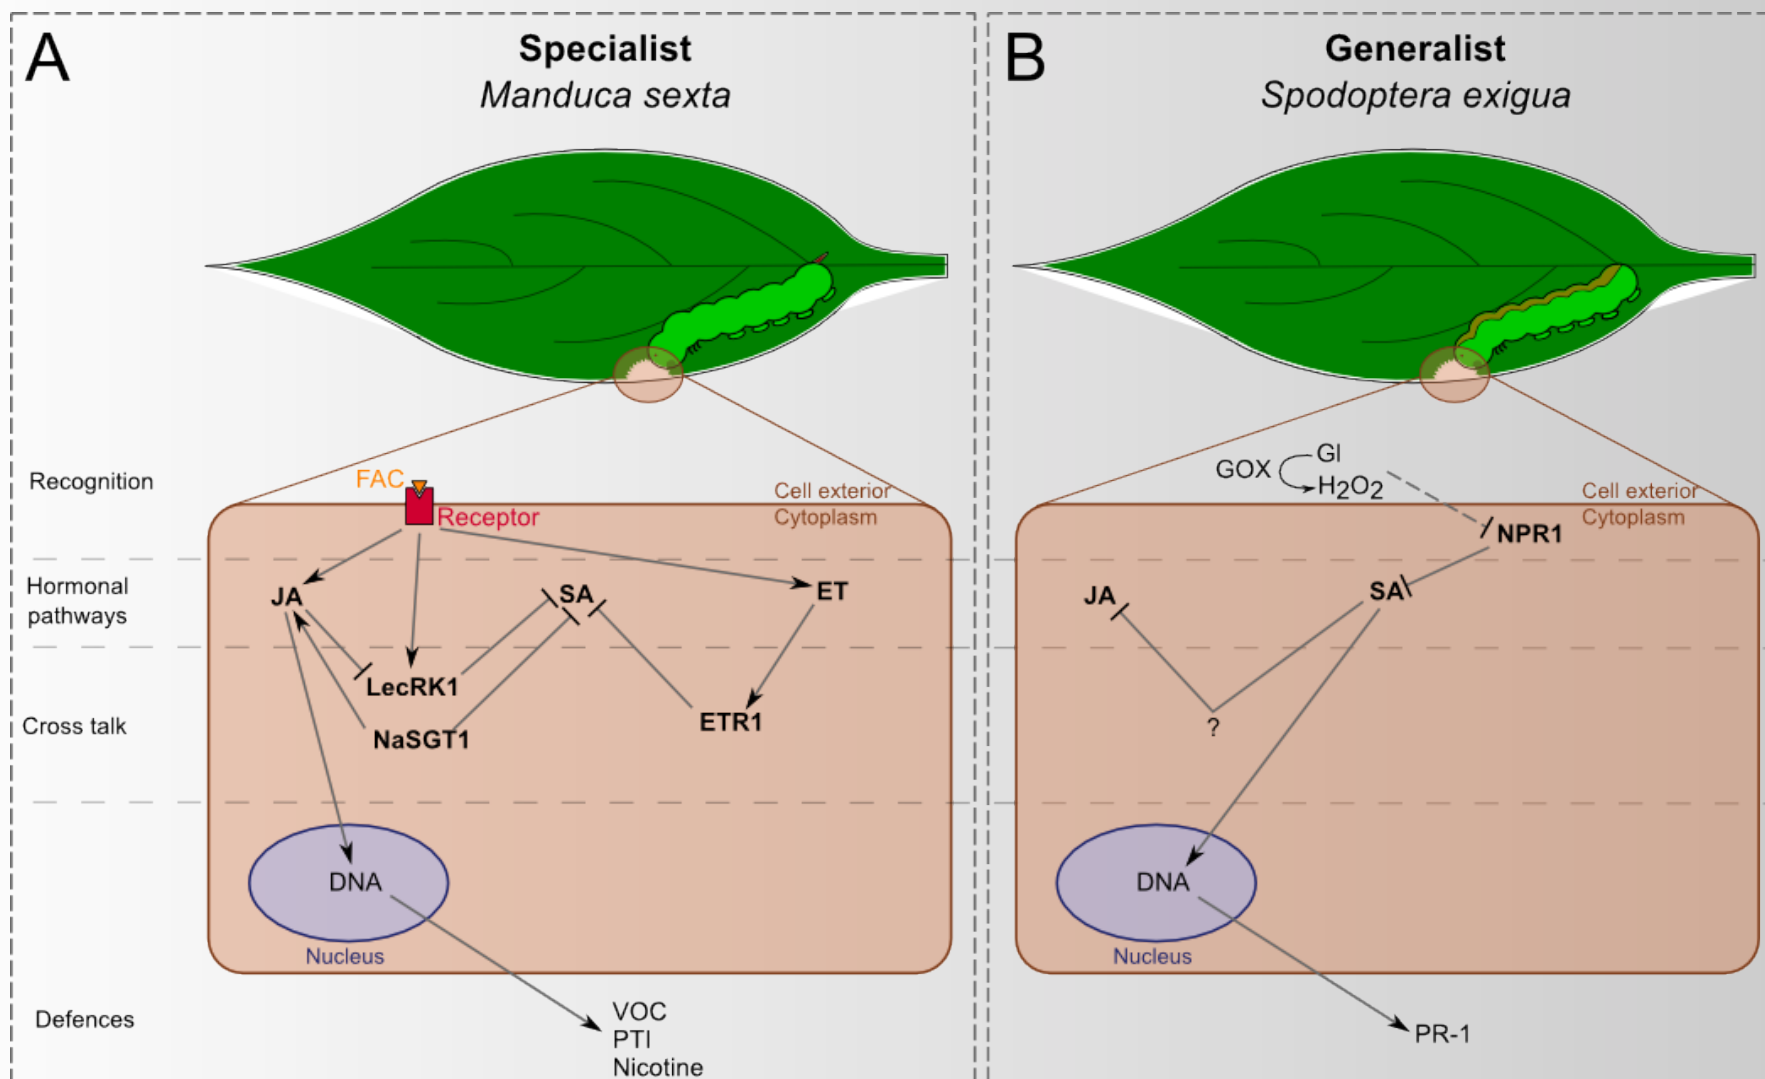 A
Specialist
Manduca sexta
B
Generalist
Spodoptera exigua
Recognition
FAC
Receptor
Cell exterior
Cytoplasm
Hormonal
pathways
JA
SA
ET
LecRK1
NaSGT1
ETR1
Cross talk
DNA
Nucleus
Defences
VOC
PTI
Nicotine
GOX
Gl
H2O2
Cell exterior
Cytoplasm
NPR1
JA
SA
?
DNA
Nucleus
PR-1